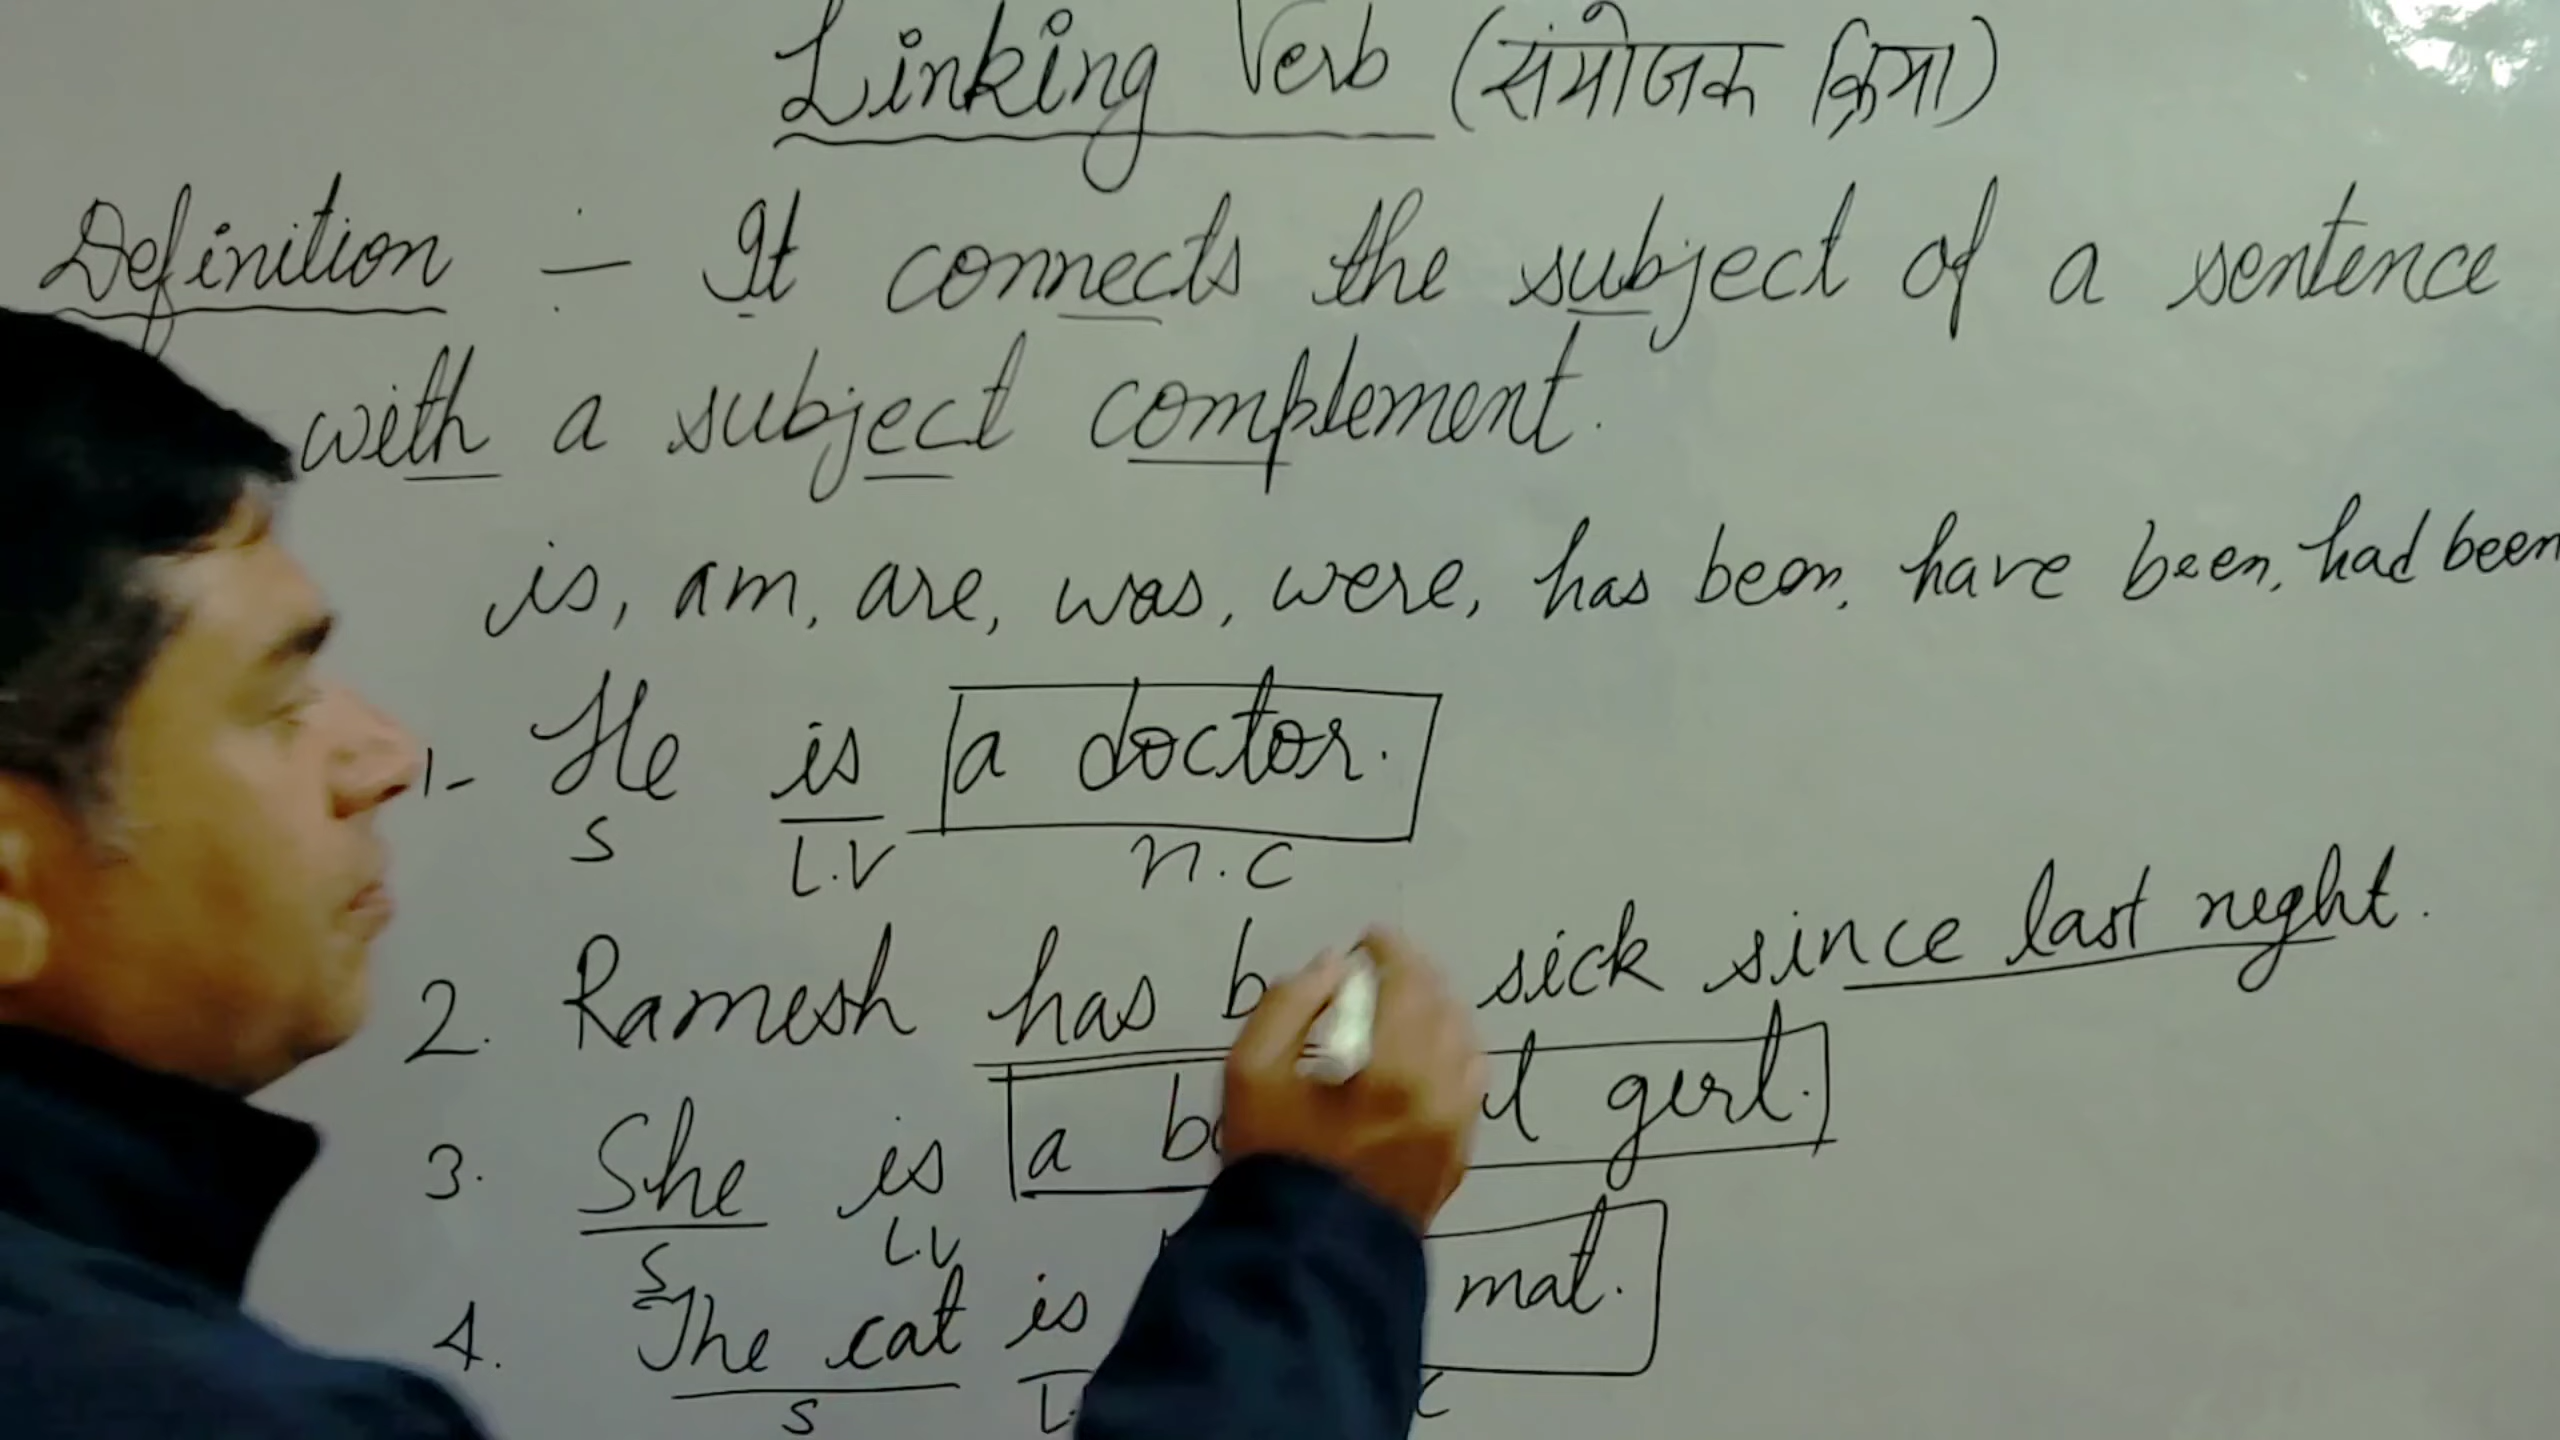 Linking Verb (संयोजक क्रिया)
Definition :- It connects the subject of a sentence
with a subject complement.
is, am, are, was, were, has been, have been, had been
1- He is a doctor.
S L.V n.c
2. Ramesh has sick since last night.
3. She is a girl.
S L.V
4. The cat is mat.
S